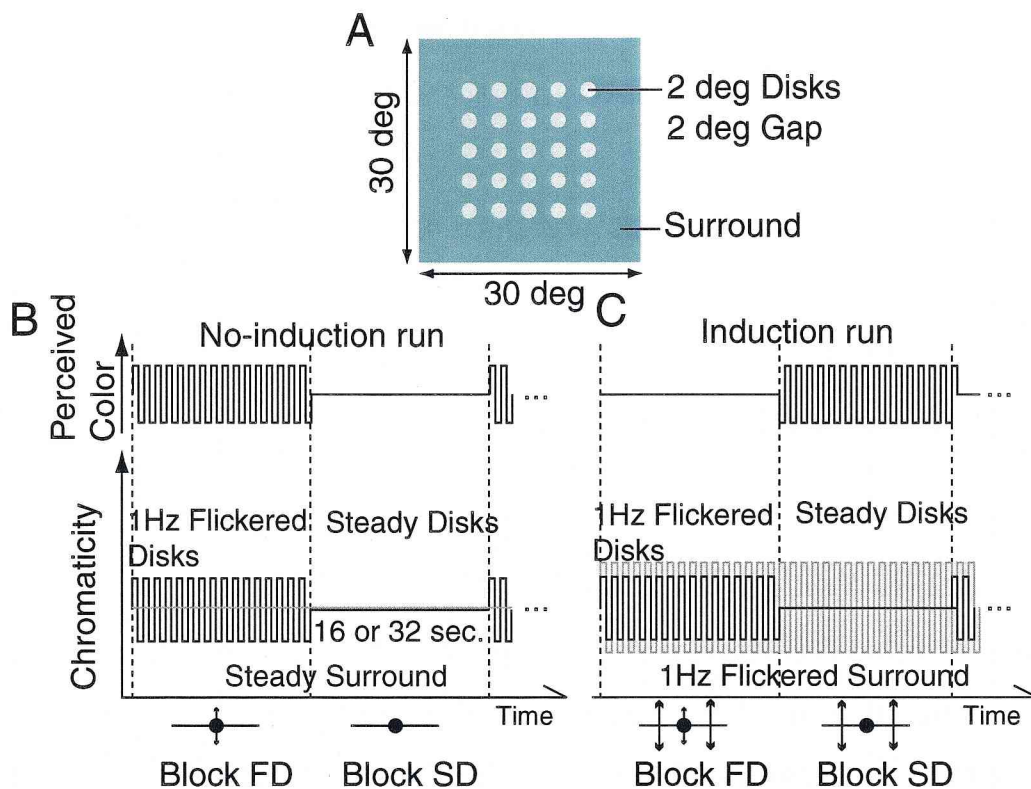 A
2 deg Disks
2 deg Gap
30 deg
Surround
30 deg
B
No-induction run
Perceived
Color
...
Chromaticity
1Hz Flickered
Disks
Steady Disks
...
16 or 32 sec.
Steady Surround
Time
Block FD
Block SD
C
Induction run
...
1Hz Flickered
Disks
Steady Disks
...
1Hz Flickered Surround
Time
Block FD
Block SD